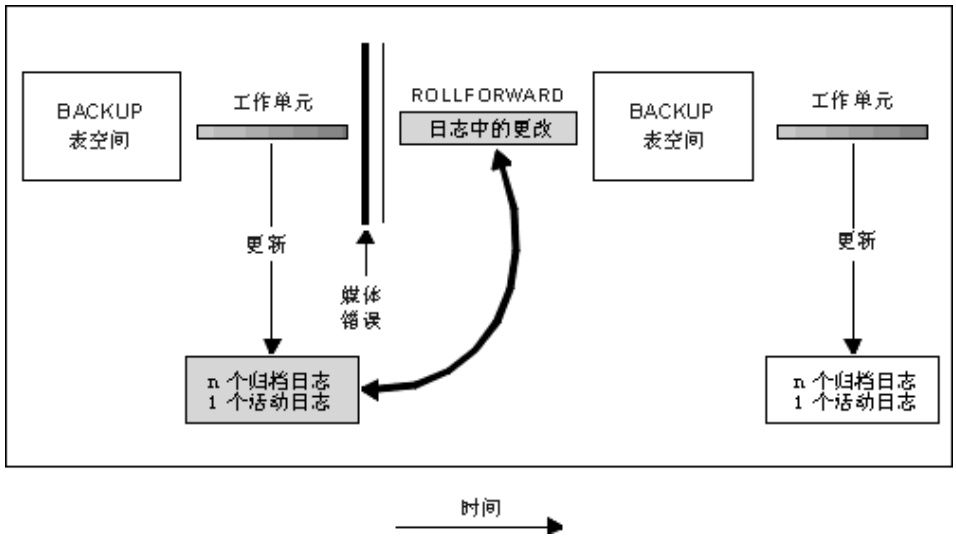 BACKUP
表空间
工作单元
更新
n 个归档日志
1 个活动日志
媒体
错误
ROLLFORWARD
日志中的更改
BACKUP
表空间
工作单元
更新
n 个归档日志
1 个活动日志
时间